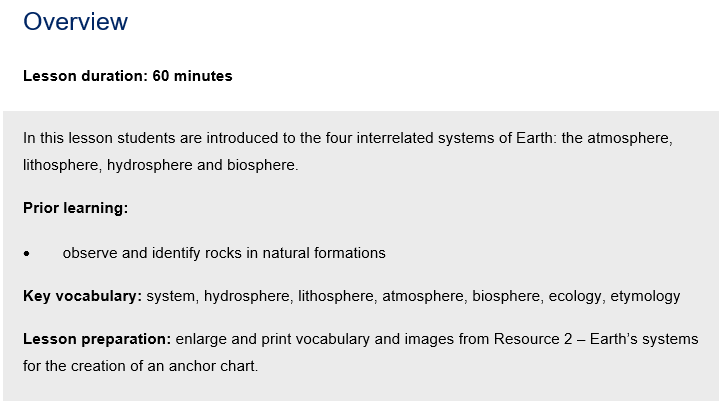 Overview
Lesson duration: 60 minutes
In this lesson students are introduced to the four interrelated systems of Earth: the atmosphere,
lithosphere, hydrosphere and biosphere.
Prior learning:
• observe and identify rocks in natural formations
Key vocabulary: system, hydrosphere, lithosphere, atmosphere, biosphere, ecology, etymology
Lesson preparation: enlarge and print vocabulary and images from Resource 2 – Earth’s systems
for the creation of an anchor chart.